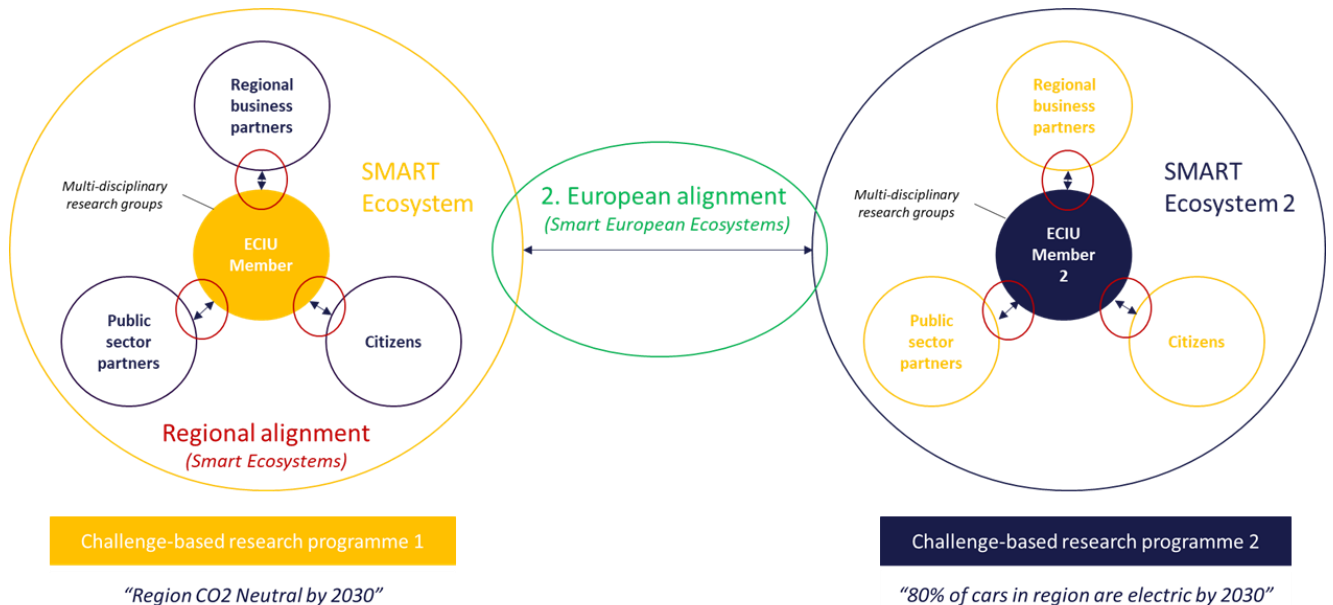 Regional
business
partners
SMART
Ecosystem
Multi-disciplinary
research groups
ECIU
Member
Public
sector
partners
Citizens
Regional alignment
(Smart Ecosystems)
2. European alignment
(Smart European Ecosystems)
Regional
business
partners
SMART
Ecosystem 2
Multi-disciplinary
research groups
ECIU
Member
2
Public
sector
partners
Citizens
Challenge-based research programme 1
“Region CO2 Neutral by 2030”
Challenge-based research programme 2
“80% of cars in region are electric by 2030”